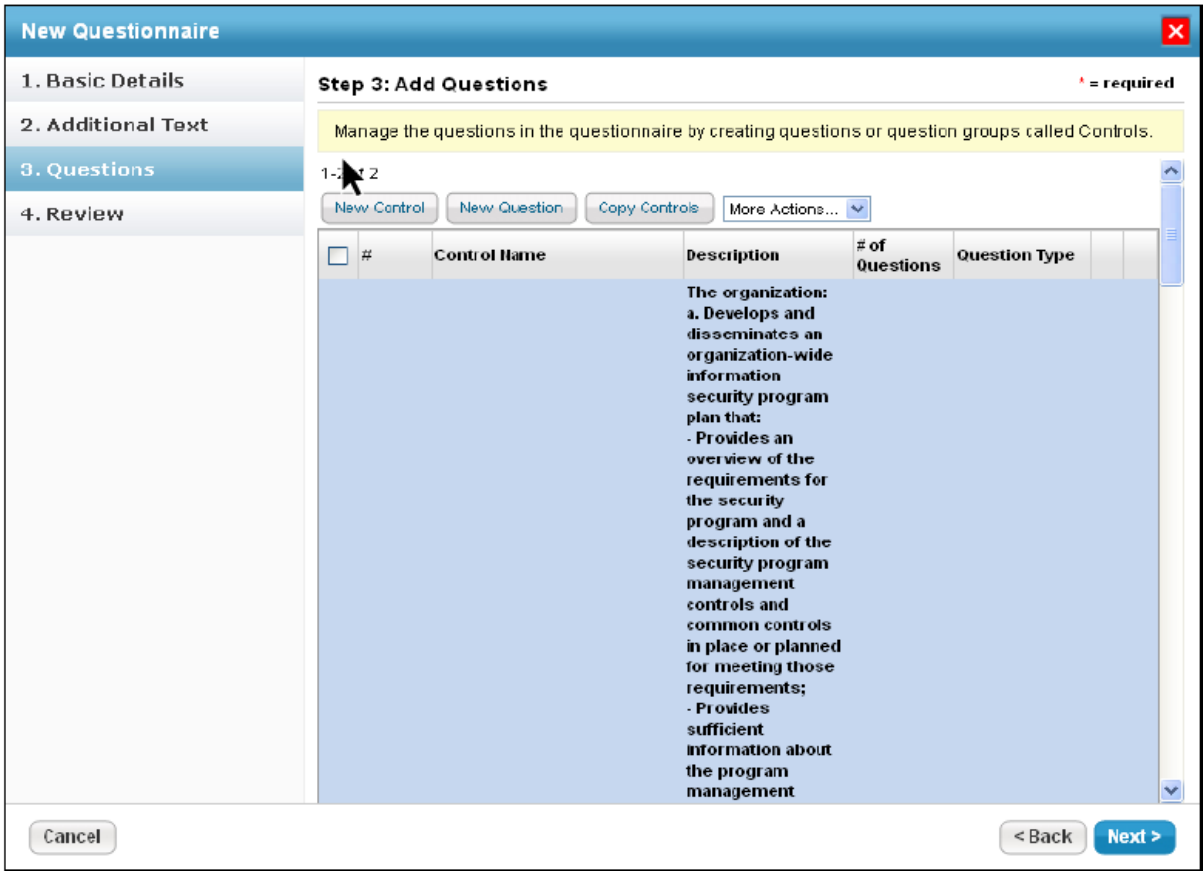 New Questionnaire
1. Basic Details
2. Additional Text
3. Questions
4. Review
Step 3: Add Questions
* = required
Manage the questions in the questionnaire by creating questions or question groups called Controls.
1-2 2
New Control
New Question
Copy Controls
More Actions...
#
Control Name
Description
# of
Questions
Question Type
The organization:
a. Develops and
disseminates an
organization-wide
information
security program
plan that:
- Provides an
overview of the
requirements for
the security
program and a
description of the
security program
management
controls and
common controls
in place or planned
for meeting those
requirements;
- Provides
sufficient
information about
the program
management
Cancel
< Back
Next >